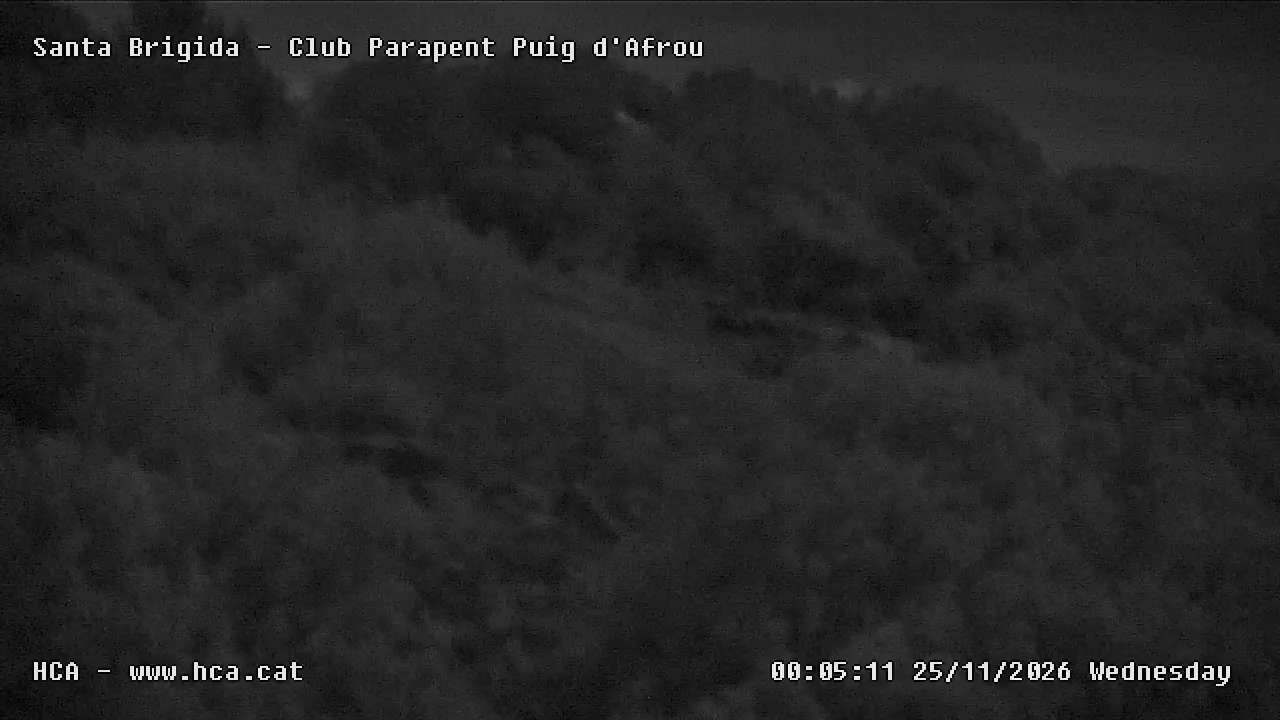 Santa Brigida - Club Parapent Puig d'Afrou
HCA - www.hca.cat
00:05:11 25/11/2026 Wednesday